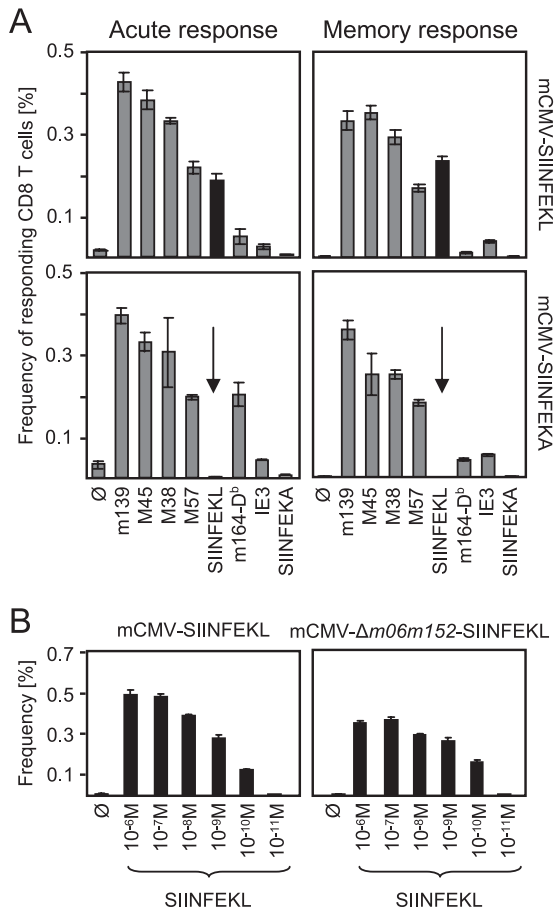 A
Acute response
Memory response
Frequency of responding CD8 T cells [%]
0.5
0.3
0.1
mCMV-SIINFEKL
0.5
0.3
0.1
mCMV-SIINFEKA
Ø
m139
M45
M38
M57
SIINFEKL
m164-Dᵇ
IE3
SIINFEKA
Ø
m139
M45
M38
M57
SIINFEKL
m164-Dᵇ
IE3
SIINFEKA
B
mCMV-SIINFEKL
mCMV-Δm06m152-SIINFEKL
Frequency [%]
0.7
0.5
0.3
0.1
Ø
10⁻⁶M
10⁻⁷M
10⁻⁸M
10⁻⁹M
10⁻¹⁰M
10⁻¹¹M
SIINFEKL
Ø
10⁻⁶M
10⁻⁷M
10⁻⁸M
10⁻⁹M
10⁻¹⁰M
10⁻¹¹M
SIINFEKL